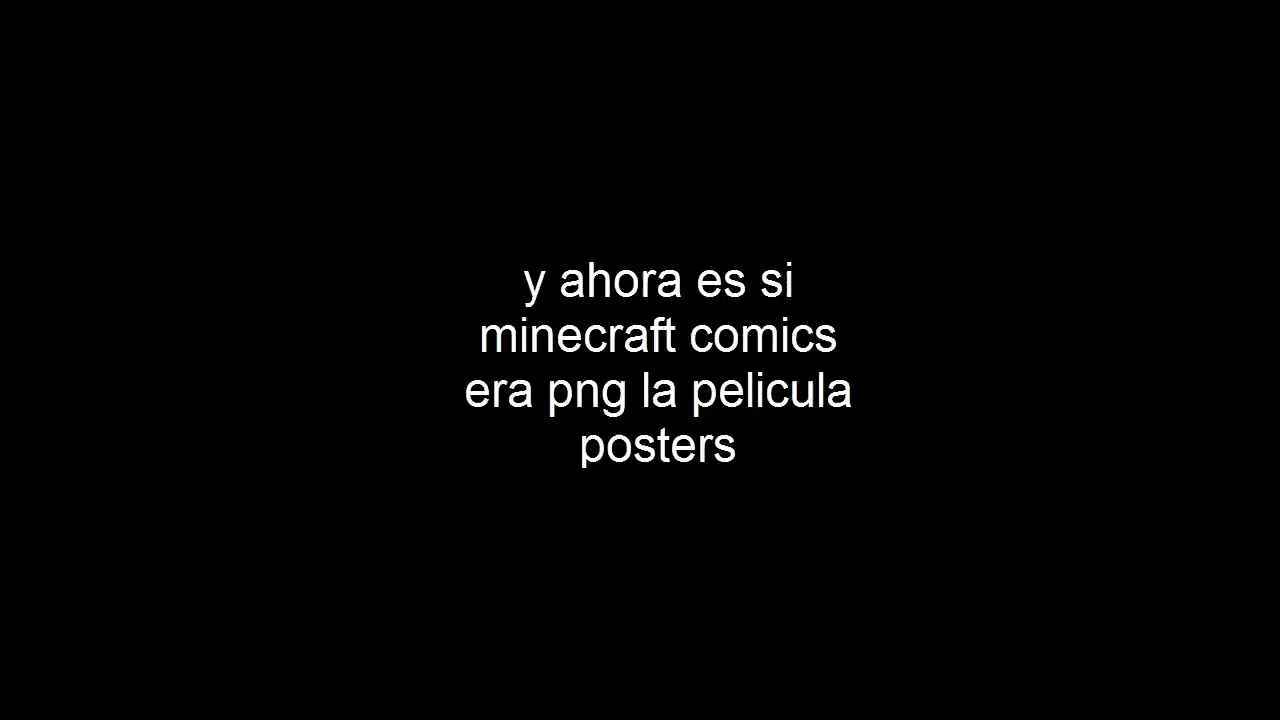 y ahora es si
minecraft comics
era png la pelicula
posters